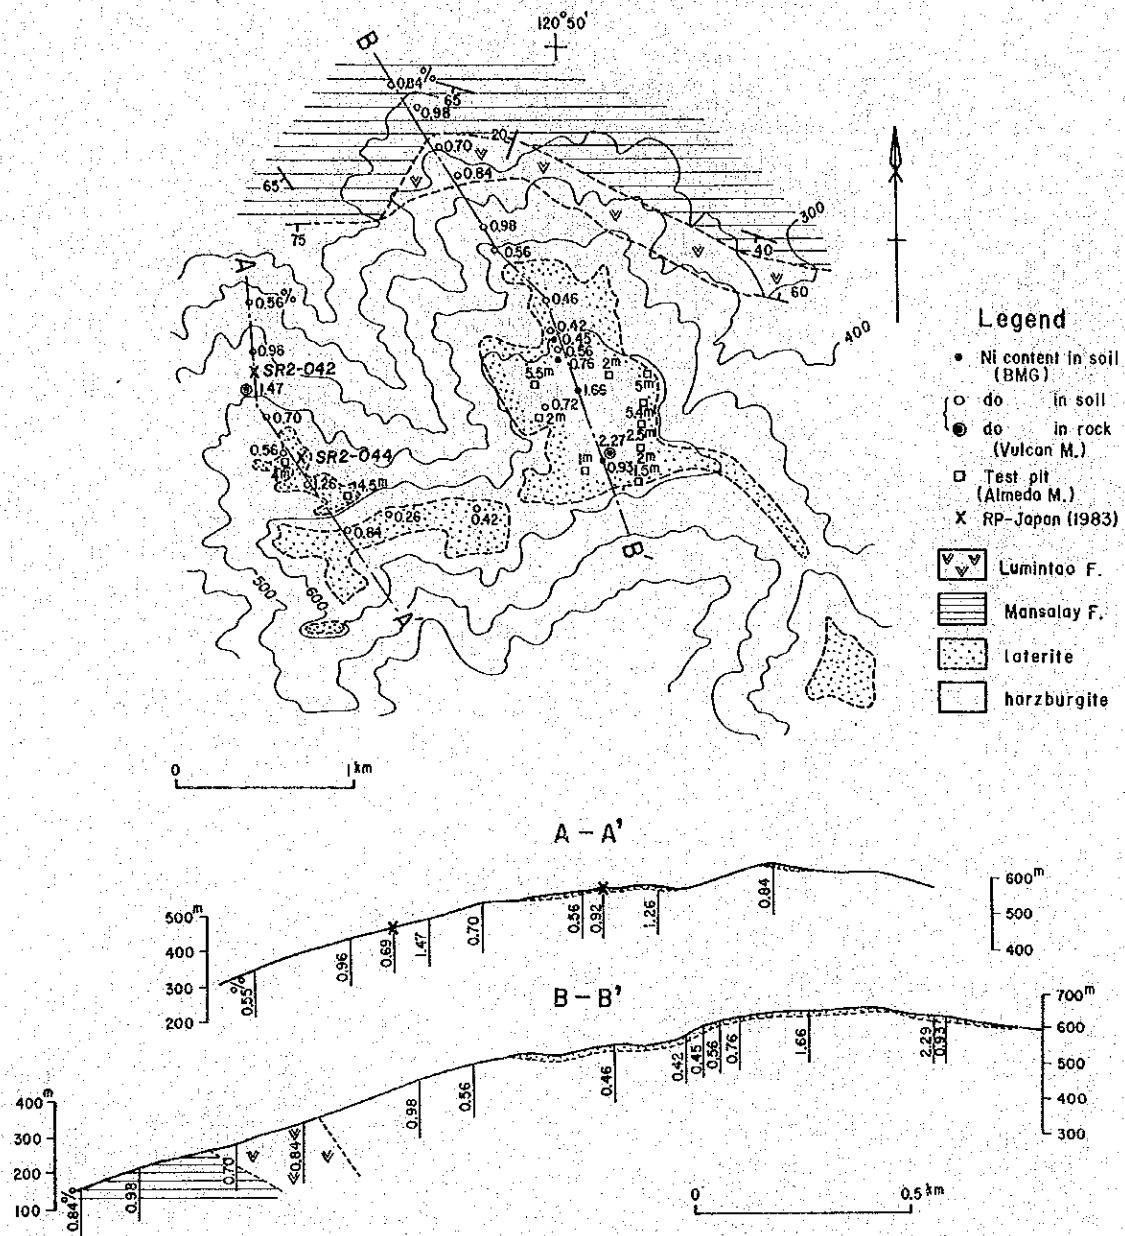 120°50'
B
0.84%
65
0.98
20
0.70
0.84
65
75
0.98
300
40
60
0.56
A
0.56%
0.46
400
0.42
0.45
0.56
0.76
0.98
SR2-042
1.47
5.5m
2m
5m
1.66
0.70
0.72
2m
5.4m
2.5m
0.56
SR2-044
2.27
2m
4m
1m
0.93
1.5m
1.26
4.5m
0.26
0.42
0.84
B'
500
600
A'
Legend
Ni content in soil
(BMG)
do in soil
do in rock
(Vulcan M.)
Test pit
(Almeda M.)
RP-Japan (1983)
Lumintao F.
Mansalay F.
laterite
harzburgite
0 1 km
A - A'
500m
400
300
200
0.55%
0.96
0.69
1.47
0.70
0.56
0.92
1.26
0.84
600m
500
400
B - B'
400m
300
200
100
0.84%
0.98
0.70
0.84
0.98
0.56
0.46
0.42
0.45
0.56
0.76
1.66
2.29
0.93
700m
600
500
400
300
0 0.5 km